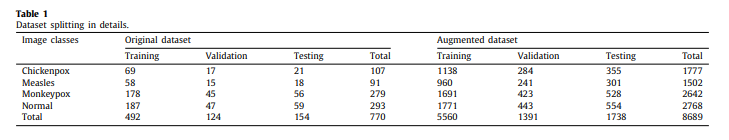 Table 1
Dataset splitting in details.
Image classes Original dataset Augmented dataset
Training Validation Testing Total Training Validation Testing Total
Chickenpox 69 17 21 107 1138 284 355 1777
Measles 58 15 18 91 960 241 301 1502
Monkeypox 178 45 56 279 1691 423 528 2642
Normal 187 47 59 293 1771 443 554 2768
Total 492 124 154 770 5560 1391 1738 8689